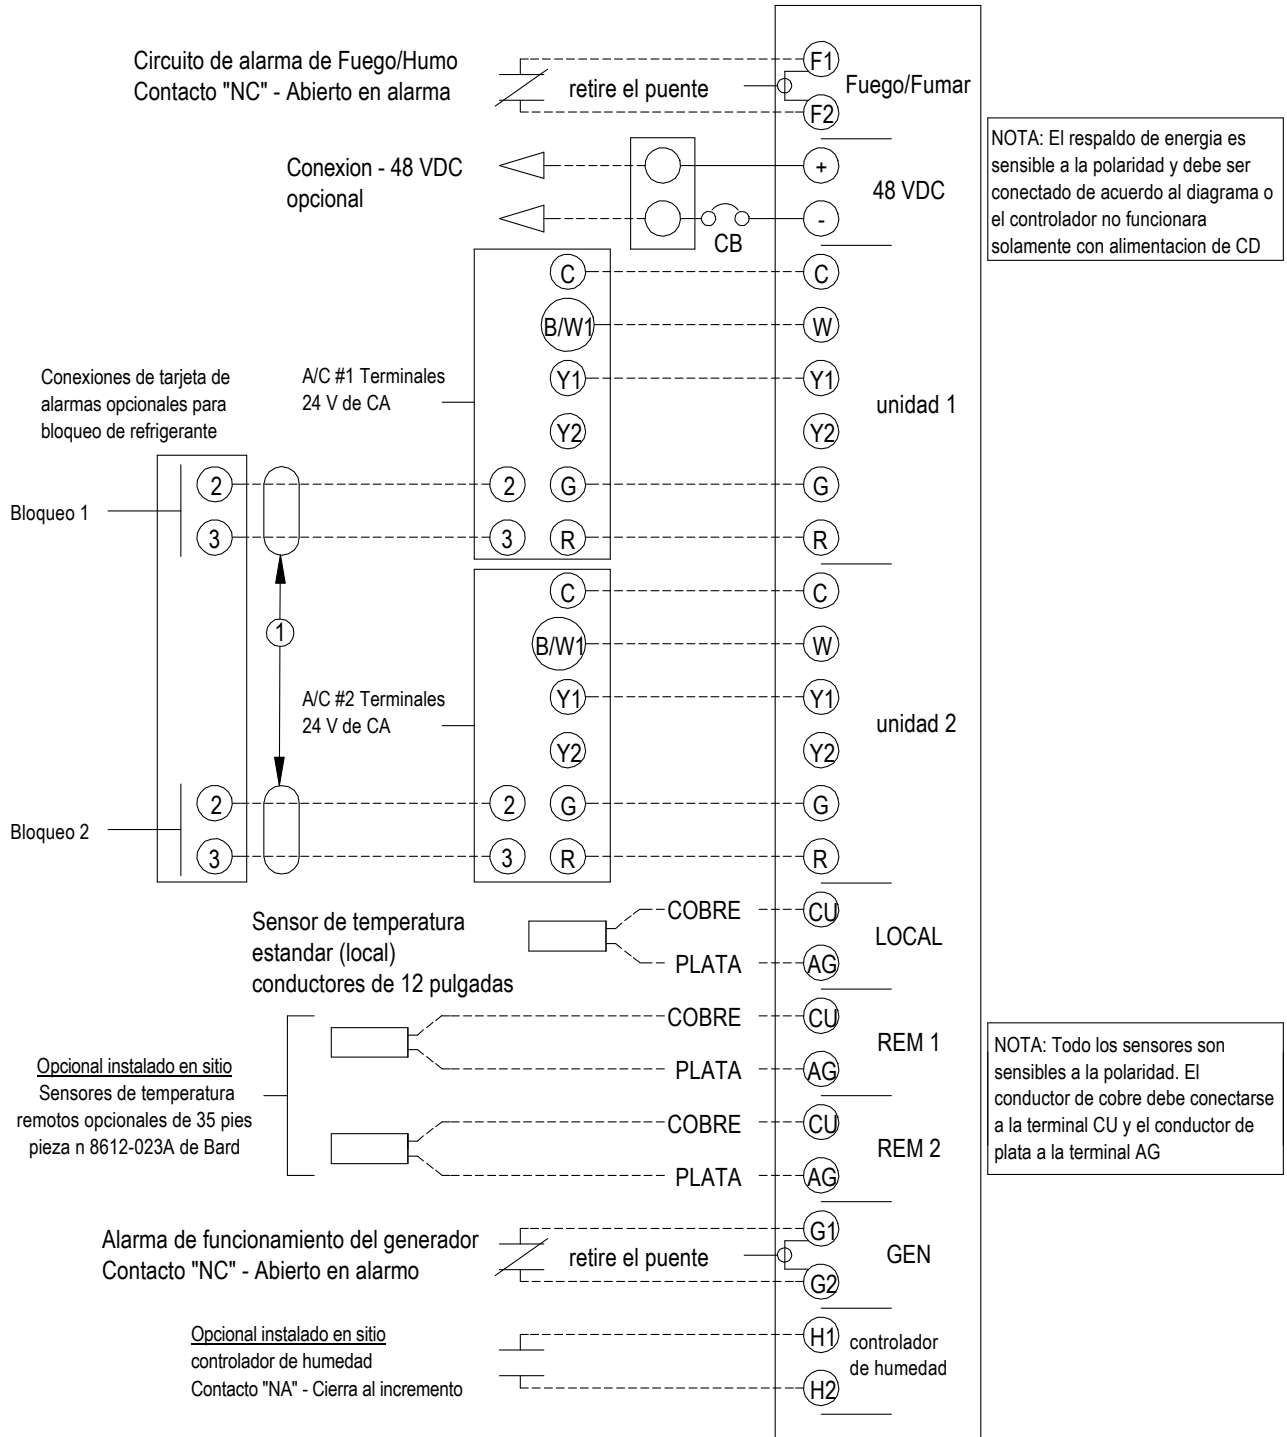 Circuito de alarma de Fuego/Humo
Contacto "NC" - Abierto en alarma
retire el puente
F1
F2
Fuego/Fumar
Conexion - 48 VDC
opcional
CB
+
-
48 VDC
NOTA: El respaldo de energia es
sensible a la polaridad y debe ser
conectado de acuerdo al diagrama o
el controlador no funcionara
solamente con alimentacion de CD
Conexiones de tarjeta de
alarmas opcionales para
bloqueo de refrigerante
Bloqueo 1
2
3
1
A/C #1 Terminales
24 V de CA
C
B/W1
Y1
Y2
2
G
3
R
C
W
Y1
Y2
G
R
unidad 1
Bloqueo 2
2
3
A/C #2 Terminales
24 V de CA
C
B/W1
Y1
Y2
2
G
3
R
C
W
Y1
Y2
G
R
unidad 2
Sensor de temperatura
estandar (local)
conductores de 12 pulgadas
COBRE
PLATA
CU
AG
LOCAL
Opcional instalado en sitio
Sensores de temperatura
remotos opcionales de 35 pies
pieza n 8612-023A de Bard
COBRE
PLATA
CU
AG
REM 1
COBRE
PLATA
CU
AG
REM 2
NOTA: Todo los sensores son
sensibles a la polaridad. El
conductor de cobre debe conectarse
a la terminal CU y el conductor de
plata a la terminal AG
Alarma de funcionamiento del generador
Contacto "NC" - Abierto en alarmo
retire el puente
G1
G2
GEN
Opcional instalado en sitio
controlador de humedad
Contacto "NA" - Cierra al incremento
H1
H2
controlador
de humedad